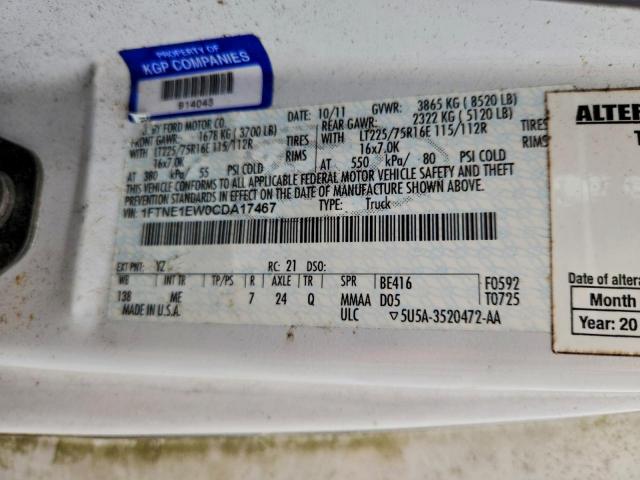 PROPERTY OF
KGP COMPANIES
914043
BY FORD MOTOR CO.
DATE: 10/11 GVWR: 3865 KG ( 8520 LB)
FRONT GAWR: 1678 KG ( 3700 LB)
REAR GAWR: 2322 KG ( 5120 LB)
WITH LT225/75R16E 115/112R TIRES
WITH LT225/75R16E 115/112R TIRES
16x7.0K RIMS
16x7.0K RIMS
AT 380 kPa/ 55 PSI COLD
AT 550 kPa/ 80 PSI COLD
THIS VEHICLE CONFORMS TO ALL APPLICABLE FEDERAL MOTOR VEHICLE SAFETY AND THEFT
PREVENTION STANDARDS IN EFFECT ON THE DATE OF MANUFACTURE SHOWN ABOVE.
VIN: 1FTNE1EW0CDA17467
TYPE: Truck
EXT PNT: YZ RC: 21 DSO:
WB INT TR TP/PS R AXLE TR SPR BE416 F0592
138 ME 7 24 Q MMAA D05 T0725
MADE IN U.S.A. ULC ▽5U5A-3520472-AA
ALTER
Date of altera
Month
Year: 20